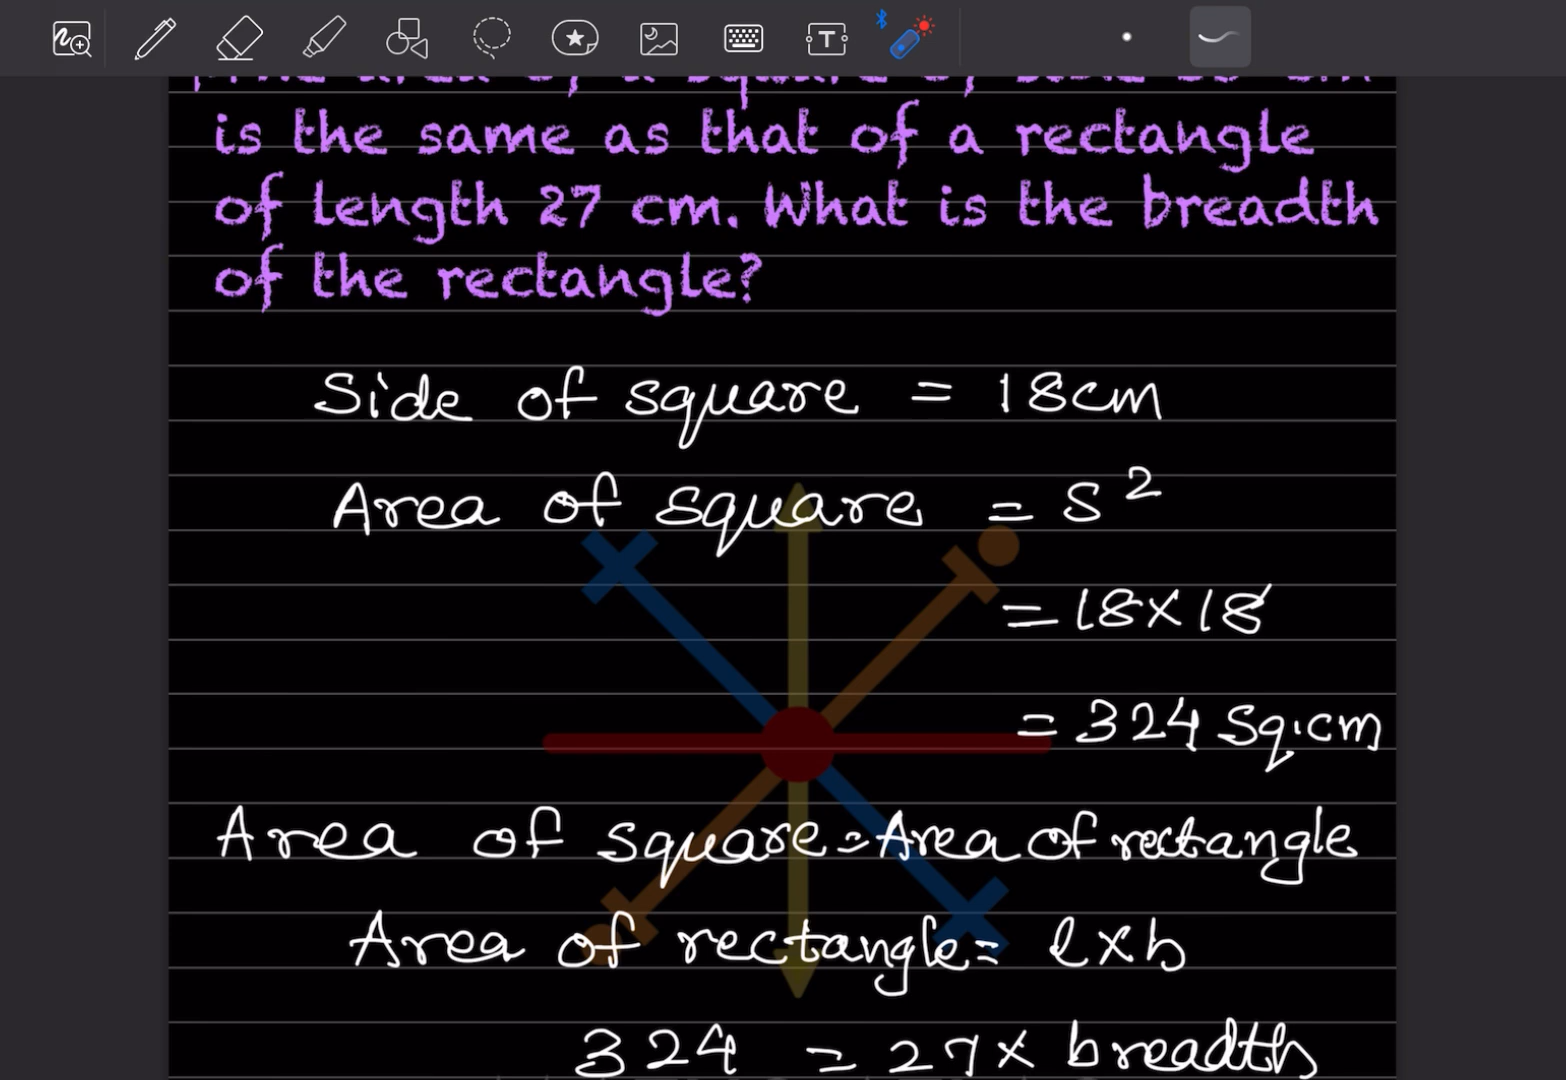 is the same as that of a rectangle
of length 27 cm. What is the breadth
of the rectangle?
Side of square = 18cm
Area of square = S²
= 18×18
= 324 Sq.cm
Area of square = Area of rectangle
Area of rectangle = l×b
324 = 27× breadth